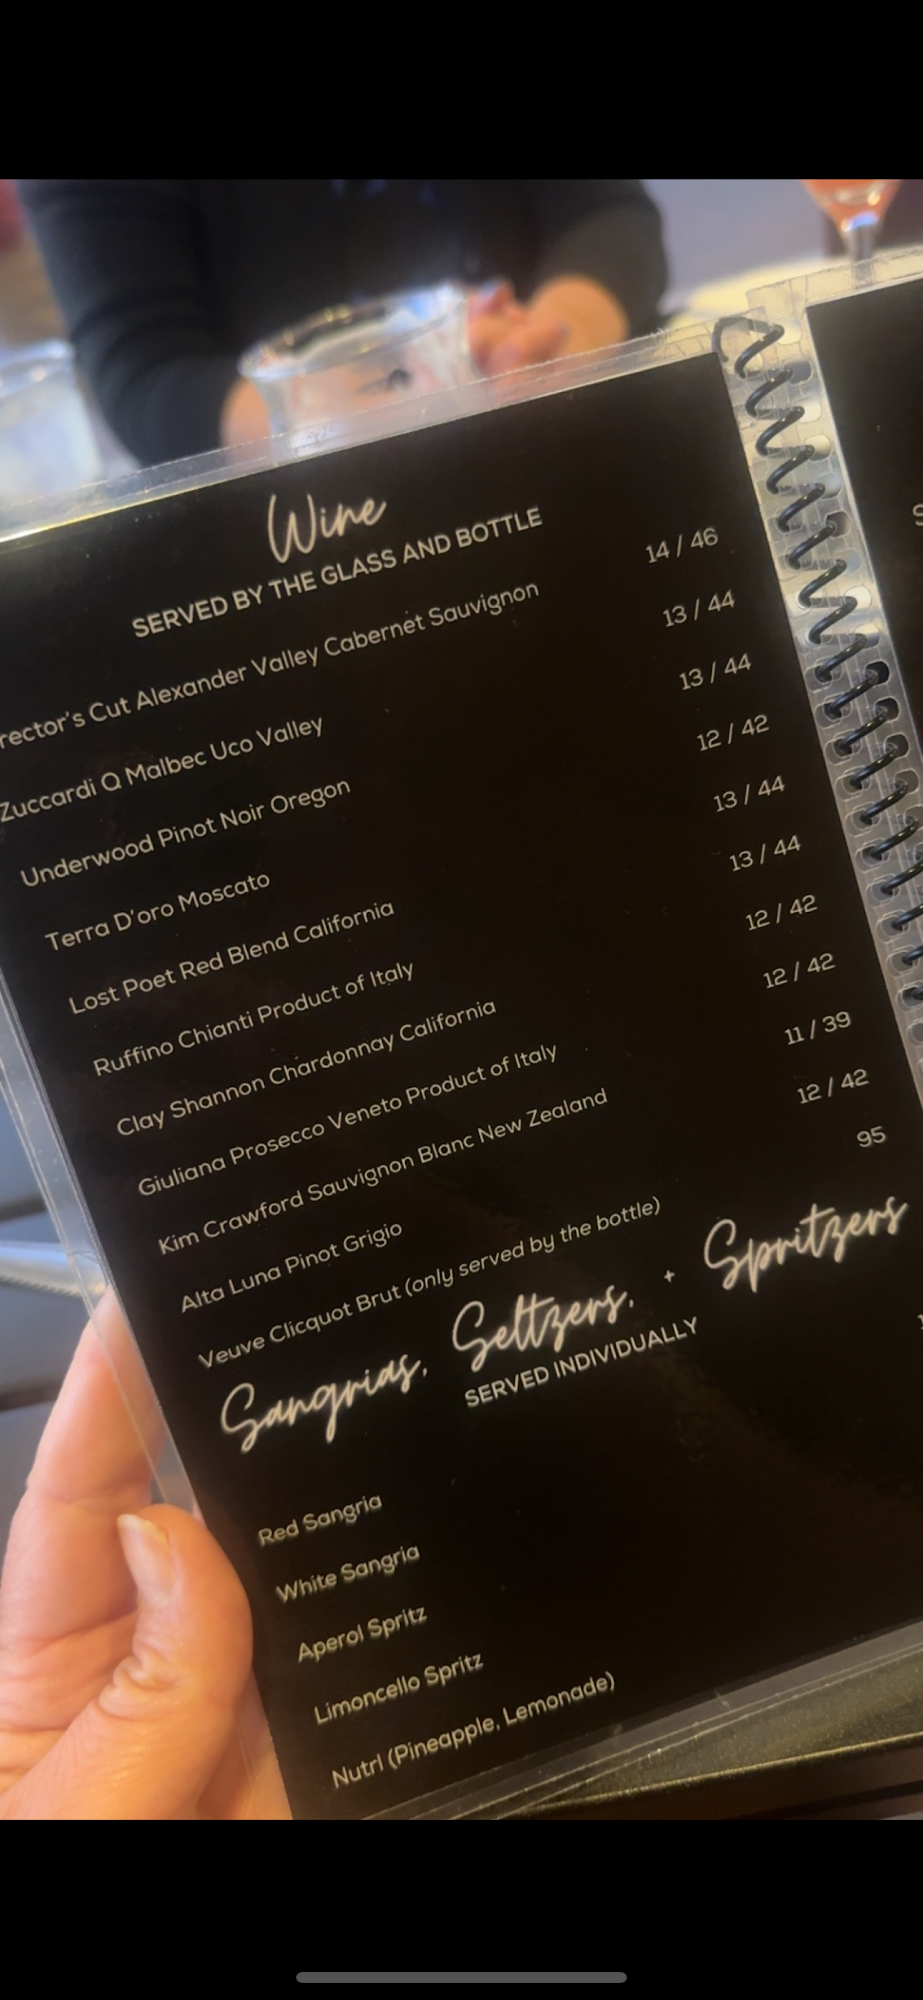 Wine
SERVED BY THE GLASS AND BOTTLE
rector's Cut Alexander Valley Cabernet Sauvignon 14 / 46
Zuccardi Q Malbec Uco Valley 13 / 44
Underwood Pinot Noir Oregon 13 / 44
Terra D'oro Moscato 12 / 42
Lost Poet Red Blend California 13 / 44
Ruffino Chianti Product of Italy 13 / 44
Clay Shannon Chardonnay California 12 / 42
Giuliana Prosecco Veneto Product of Italy 12 / 42
Kim Crawford Sauvignon Blanc New Zealand 11 / 39
Alta Luna Pinot Grigio 12 / 42
Veuve Clicquot Brut (only served by the bottle) 95
Sangrias, Seltzers, + Spritzers
SERVED INDIVIDUALLY
Red Sangria
White Sangria
Aperol Spritz
Limoncello Spritz
Nutrl (Pineapple, Lemonade)